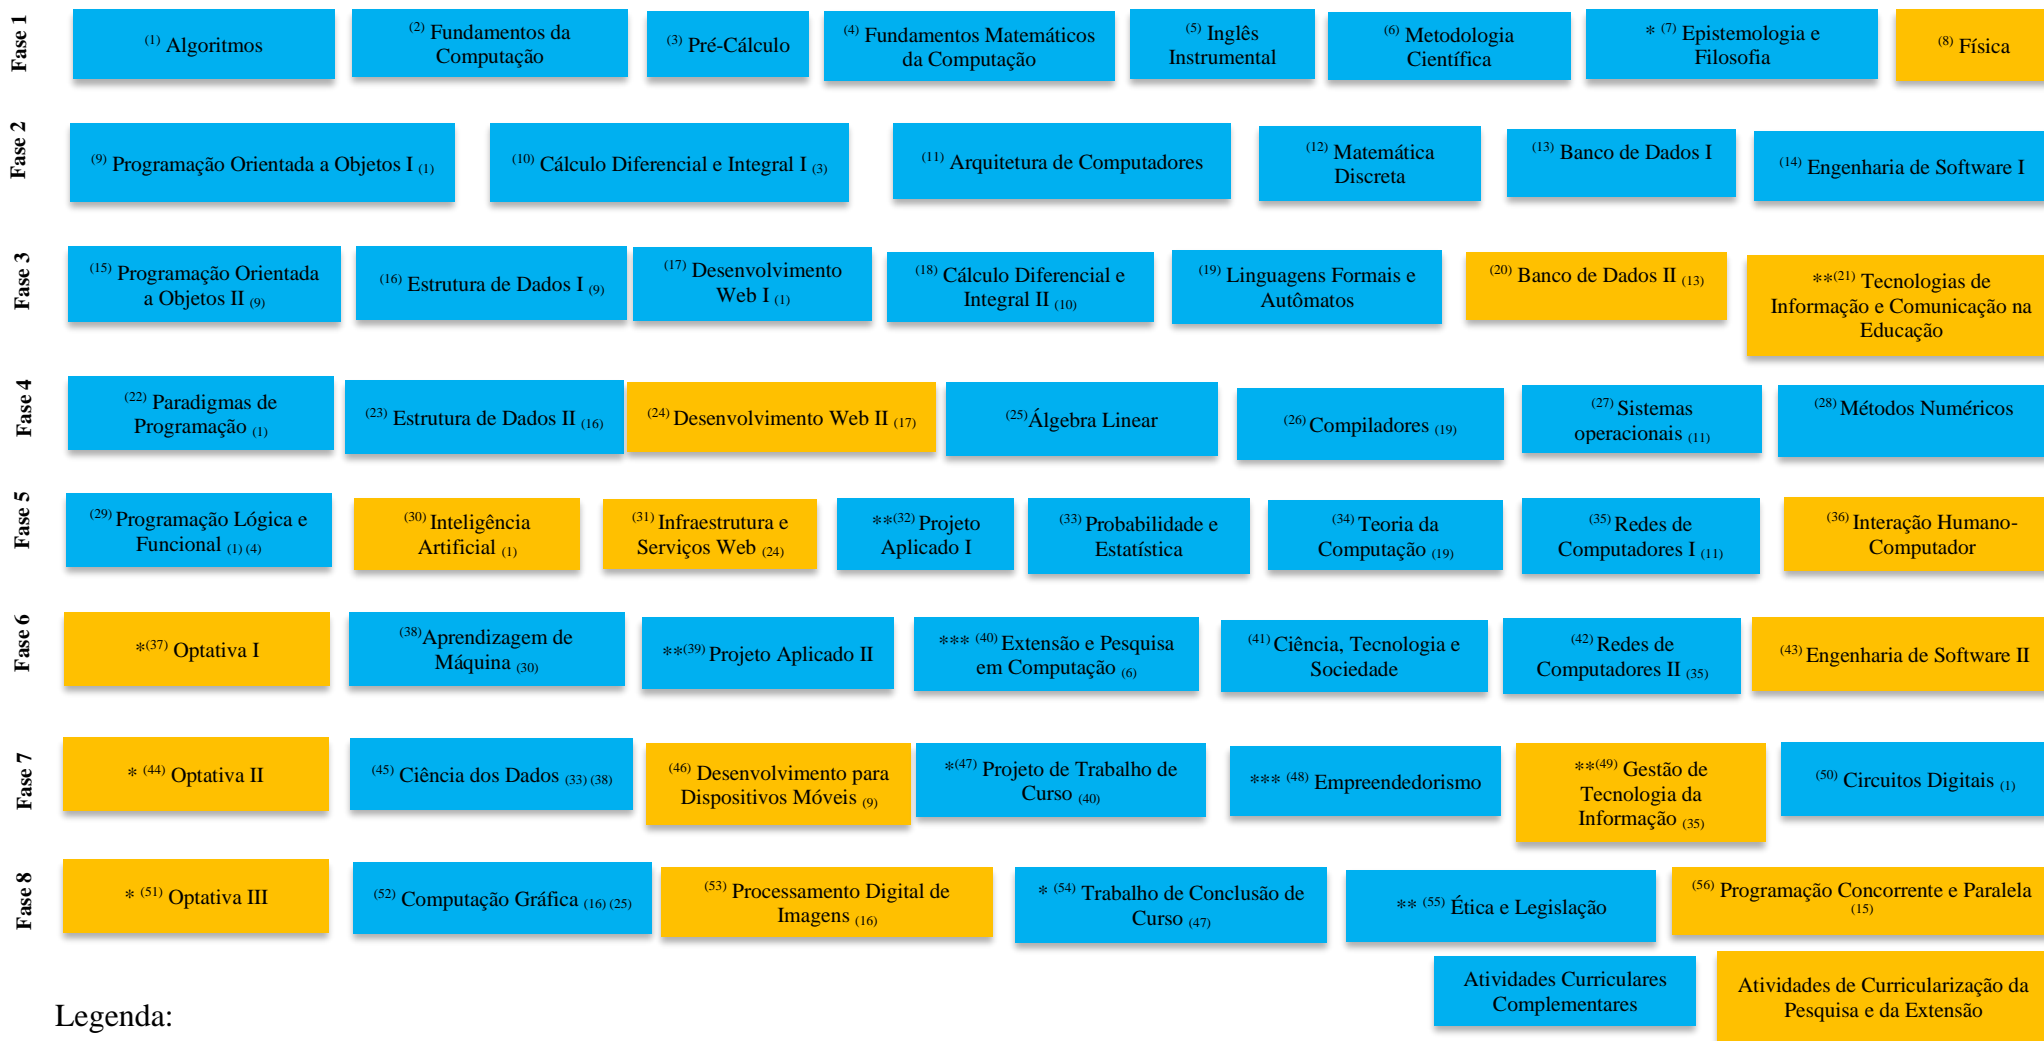 Fase 1
(1) Algoritmos
(2) Fundamentos da
Computação
(3) Pré-Cálculo
(4) Fundamentos Matemáticos
da Computação
(5) Inglês
Instrumental
(6) Metodologia
Científica
* (7) Epistemologia e
Filosofia
(8) Física
Fase 2
(9) Programação Orientada a Objetos I (1)
(10) Cálculo Diferencial e Integral I (3)
(11) Arquitetura de Computadores
(12) Matemática
Discreta
(13) Banco de Dados I
(14) Engenharia de Software I
Fase 3
(15) Programação Orientada
a Objetos II (9)
(16) Estrutura de Dados I (9)
(17) Desenvolvimento
Web I (1)
(18) Cálculo Diferencial e
Integral II (10)
(19) Linguagens Formais e
Autômatos
(20) Banco de Dados II (13)
**(21) Tecnologias de
Informação e Comunicação na
Educação
Fase 4
(22) Paradigmas de
Programação (1)
(23) Estrutura de Dados II (16)
(24) Desenvolvimento Web II (17)
(25) Álgebra Linear
(26) Compiladores (19)
(27) Sistemas
operacionais (11)
(28) Métodos Numéricos
Fase 5
(29) Programação Lógica e
Funcional (1) (4)
(30) Inteligência
Artificial (1)
(31) Infraestrutura e
Serviços Web (24)
**(32) Projeto
Aplicado I
(33) Probabilidade e
Estatística
(34) Teoria da
Computação (19)
(35) Redes de
Computadores I (11)
(36) Interação Humano-
Computador
Fase 6
*(37) Optativa I
(38) Aprendizagem de
Máquina (30)
**(39) Projeto Aplicado II
*** (40) Extensão e Pesquisa
em Computação (6)
(41) Ciência, Tecnologia e
Sociedade
(42) Redes de
Computadores II (35)
(43) Engenharia de Software II
Fase 7
* (44) Optativa II
(45) Ciência dos Dados (33) (38)
(46) Desenvolvimento para
Dispositivos Móveis (9)
*(47) Projeto de Trabalho de
Curso (40)
*** (48) Empreendedorismo
**(49) Gestão de
Tecnologia da
Informação (35)
(50) Circuitos Digitais (1)
Fase 8
* (51) Optativa III
(52) Computação Gráfica (16) (25)
(53) Processamento Digital de
Imagens (16)
* (54) Trabalho de Conclusão de
Curso (47)
** (55) Ética e Legislação
(56) Programação Concorrente e Paralela
(15)
Atividades Curriculares
Complementares
Atividades de Curricularização da
Pesquisa e da Extensão
Legenda: